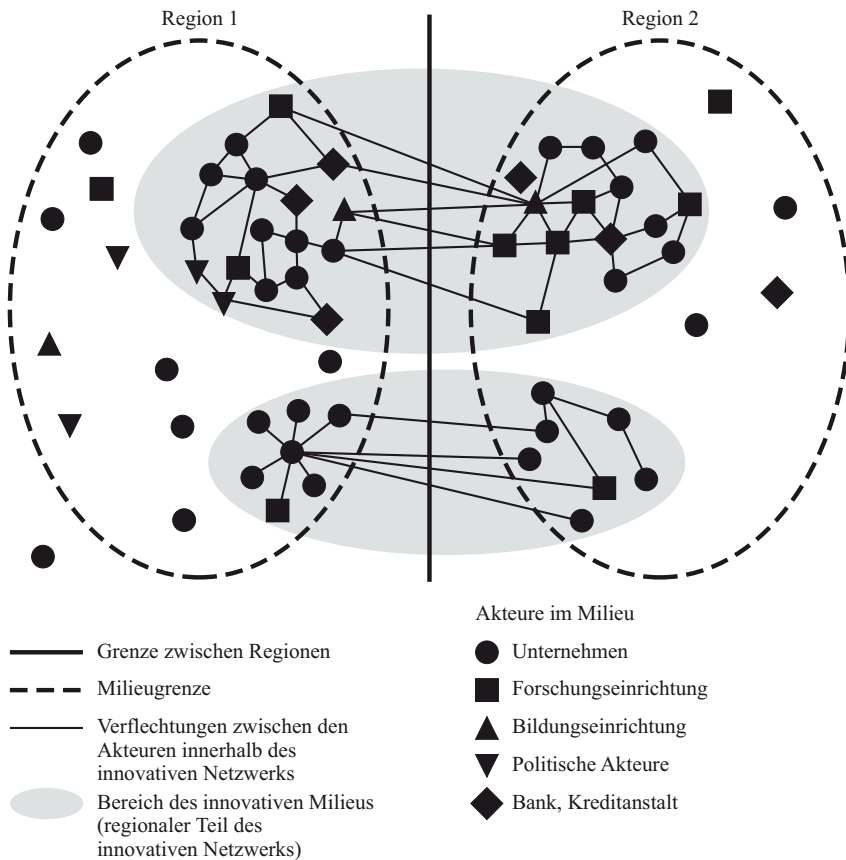 Region 1
Region 2
Grenze zwischen Regionen
Milieugrenze
Verflechtungen zwischen den
Akteuren innerhalb des
innovativen Netzwerks
Bereich des innovativen Milieus
(regionaler Teil des
innovativen Netzwerks)
Akteure im Milieu
Unternehmen
Forschungseinrichtung
Bildungseinrichtung
Politische Akteure
Bank, Kreditanstalt